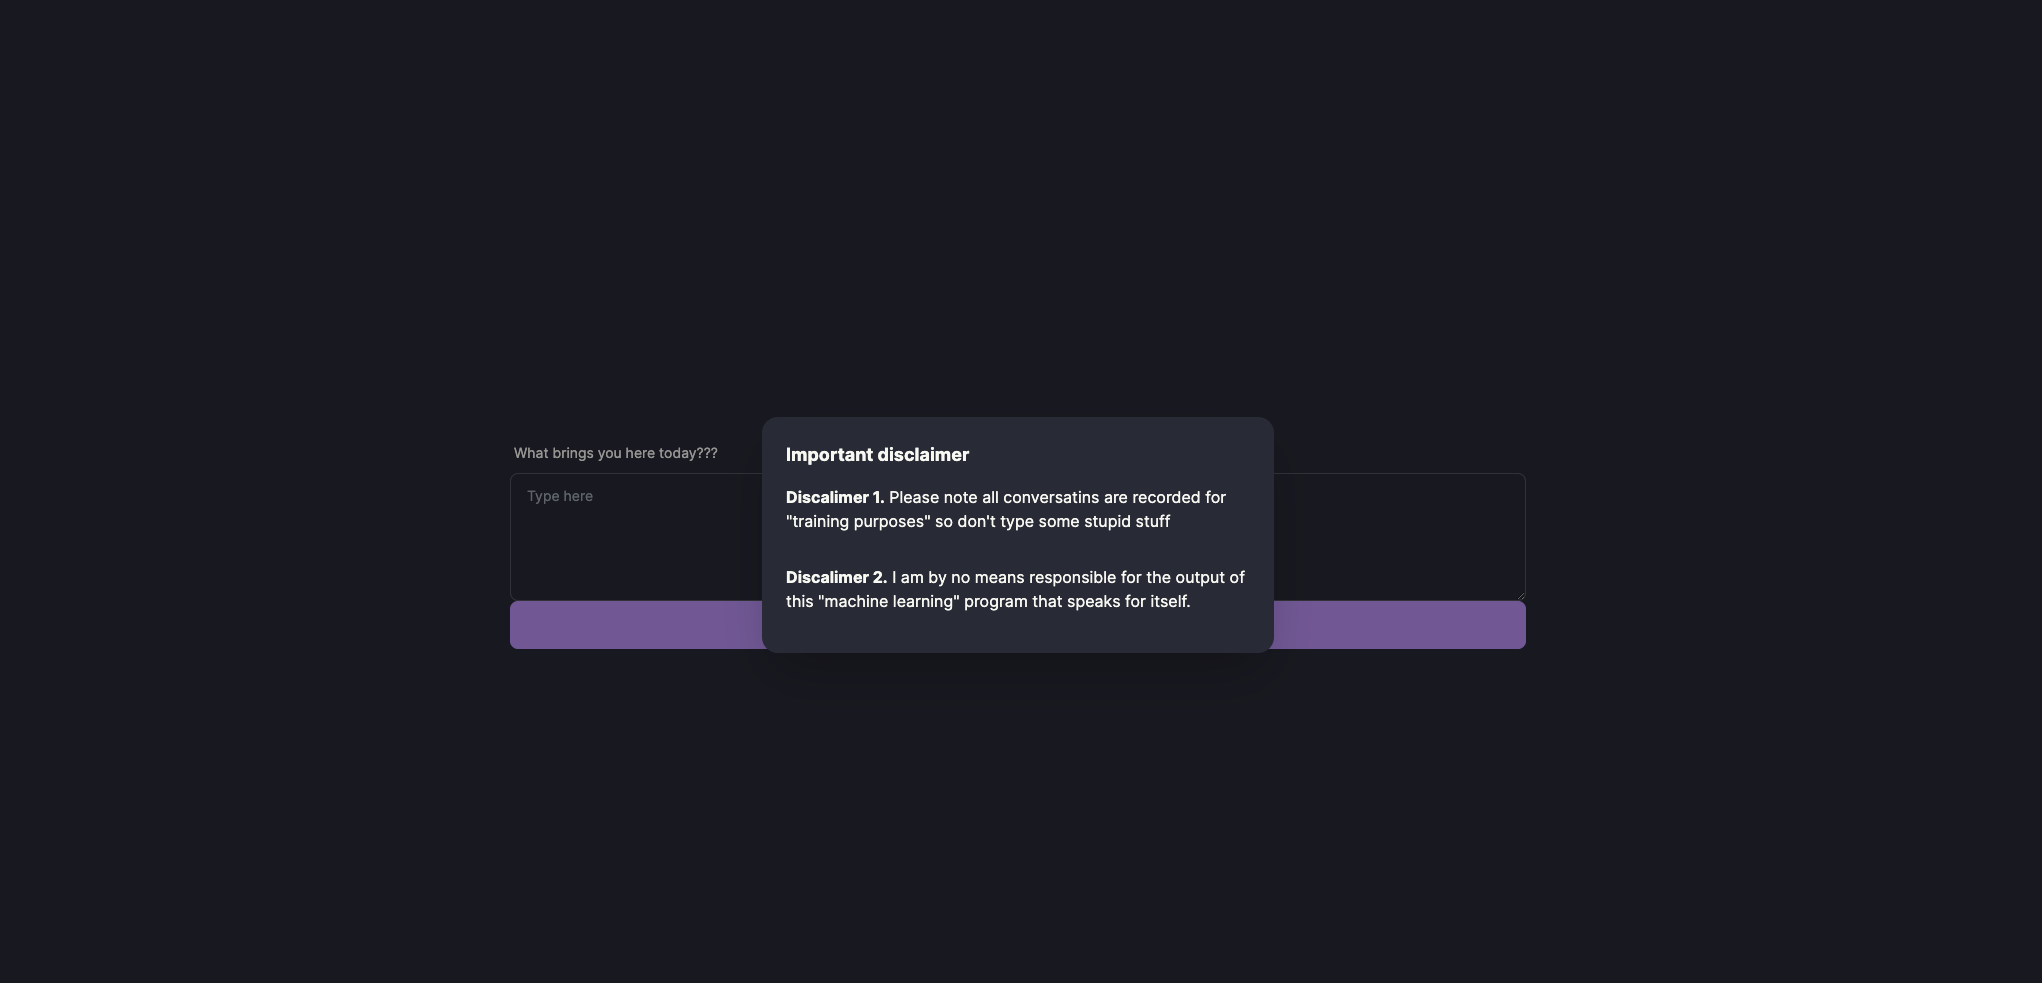 What brings you here today???
Type here
Important disclaimer
Discalimer 1. Please note all conversatins are recorded for
"training purposes" so don't type some stupid stuff
Discalimer 2. I am by no means responsible for the output of
this "machine learning" program that speaks for itself.